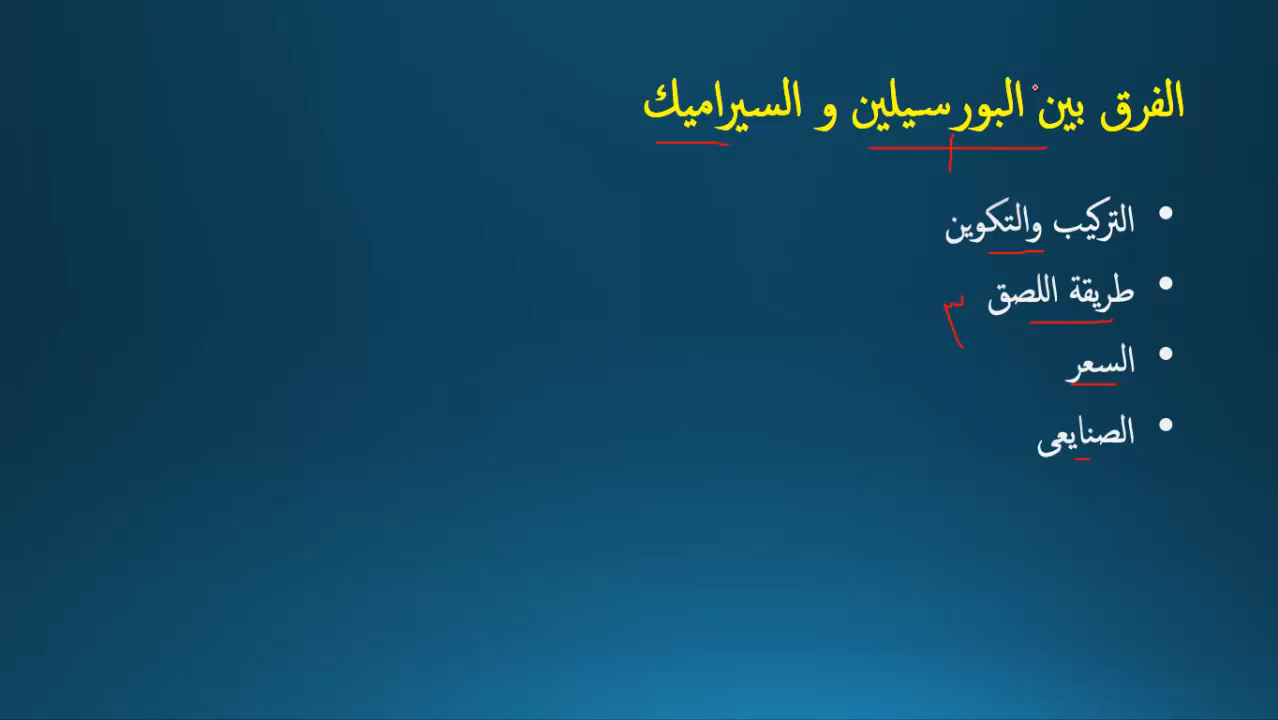 الفرق بين البورسيلين و السيراميك
• التركيب والتكوين
• طريقة اللصق
• السعر
• الصنايعى